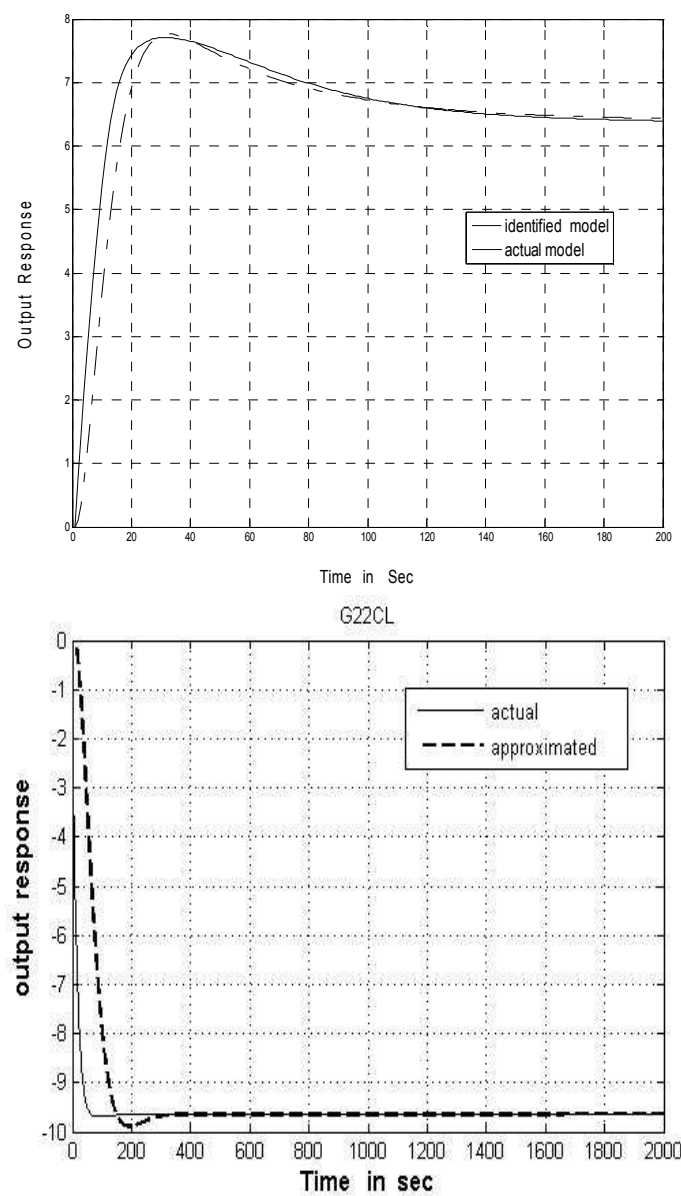 8
7
6
5
4
3
2
1
0
Output Response
identified model
actual model
0 20 40 60 80 100 120 140 160 180 200
Time in Sec
G22CL
0
-1
-2
-3
-4
-5
-6
-7
-8
-9
-10
output response
actual
approximated
0 200 400 600 800 1000 1200 1400 1600 1800 2000
Time in sec